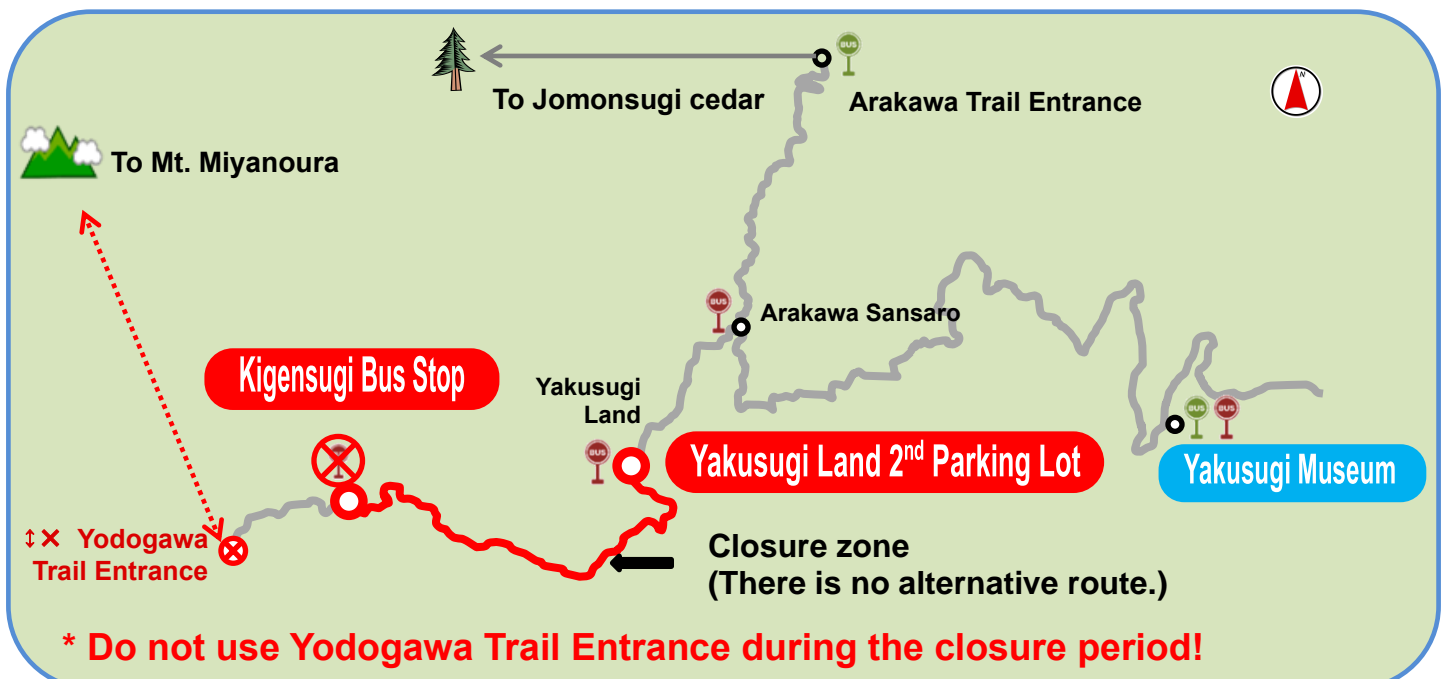 BUS
N
To Jomonsugi cedar
Arakawa Trail Entrance
To Mt. Miyanoura
BUS
Arakawa Sansaro
Kigensugi Bus Stop
Yakusugi
Land
BUS
BUS
BUS
Yakusugi Land 2nd Parking Lot
Yakusugi Museum
↕× Yodogawa
Trail Entrance
Closure zone
(There is no alternative route.)
* Do not use Yodogawa Trail Entrance during the closure period!